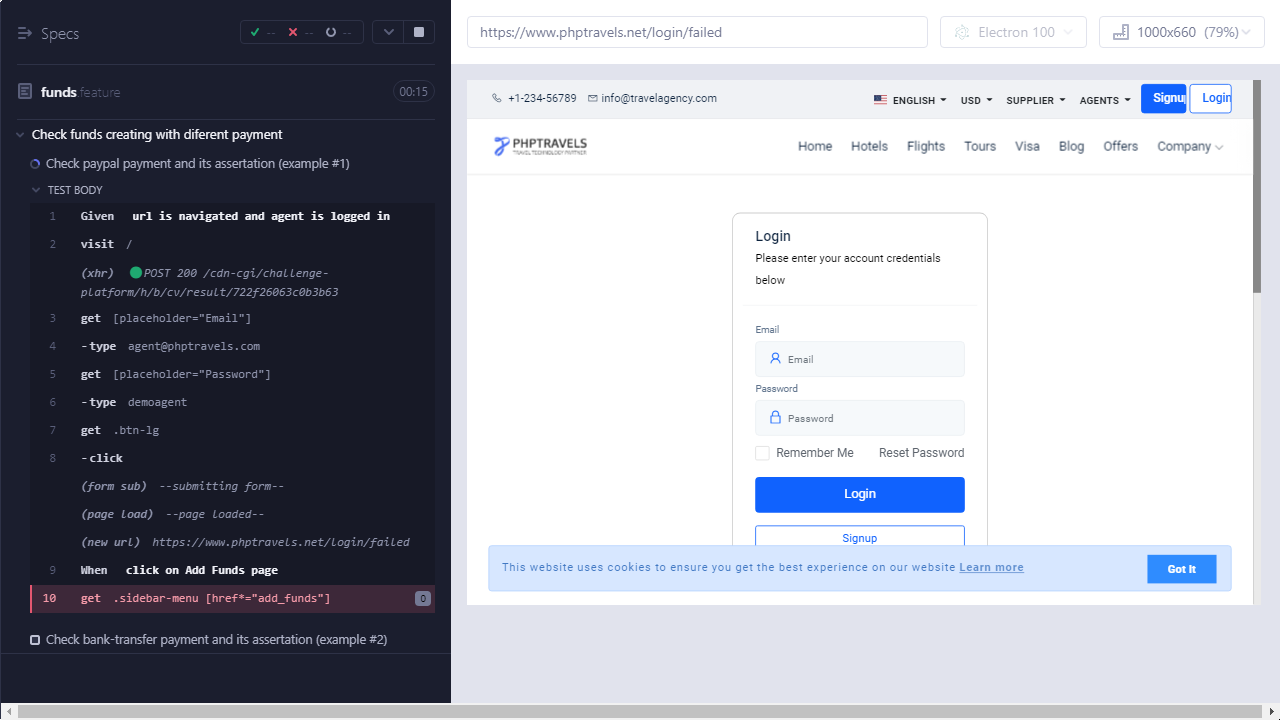 Specs
--
--
--
funds.feature
00:15
Check funds creating with diferent payment
Check paypal payment and its assertion (example #1)
TEST BODY
1 Given url is navigated and agent is logged in
2 visit /
(xhr) POST 200 /cdn-cgi/challenge-
platform/h/b/cv/result/722f26063c0b3b63
3 get [placeholder="Email"]
4 -type agent@phptravels.com
5 get [placeholder="Password"]
6 -type demoagent
7 get .btn-lg
8 -click
(form sub) --submitting form--
(page load) --page loaded--
(new url) https://www.phptravels.net/login/failed
9 When click on Add Funds page
10 get .sidebar-menu [href*="add_funds"] 0
Check bank-transfer payment and its assertion (example #2)
https://www.phptravels.net/login/failed
Electron 100
1000x660 (79%)
+1-234-56789 info@travelagency.com
ENGLISH USD SUPPLIER AGENTS Signup Login
PHPTRAVELS
TRAVEL TECHNOLOGY PARTNER
Home Hotels Flights Tours Visa Blog Offers Company
Login
Please enter your account credentials
below
Email
Email
Password
Password
Remember Me Reset Password
Login
Signup
This website uses cookies to ensure you get the best experience on our website Learn more
Got It